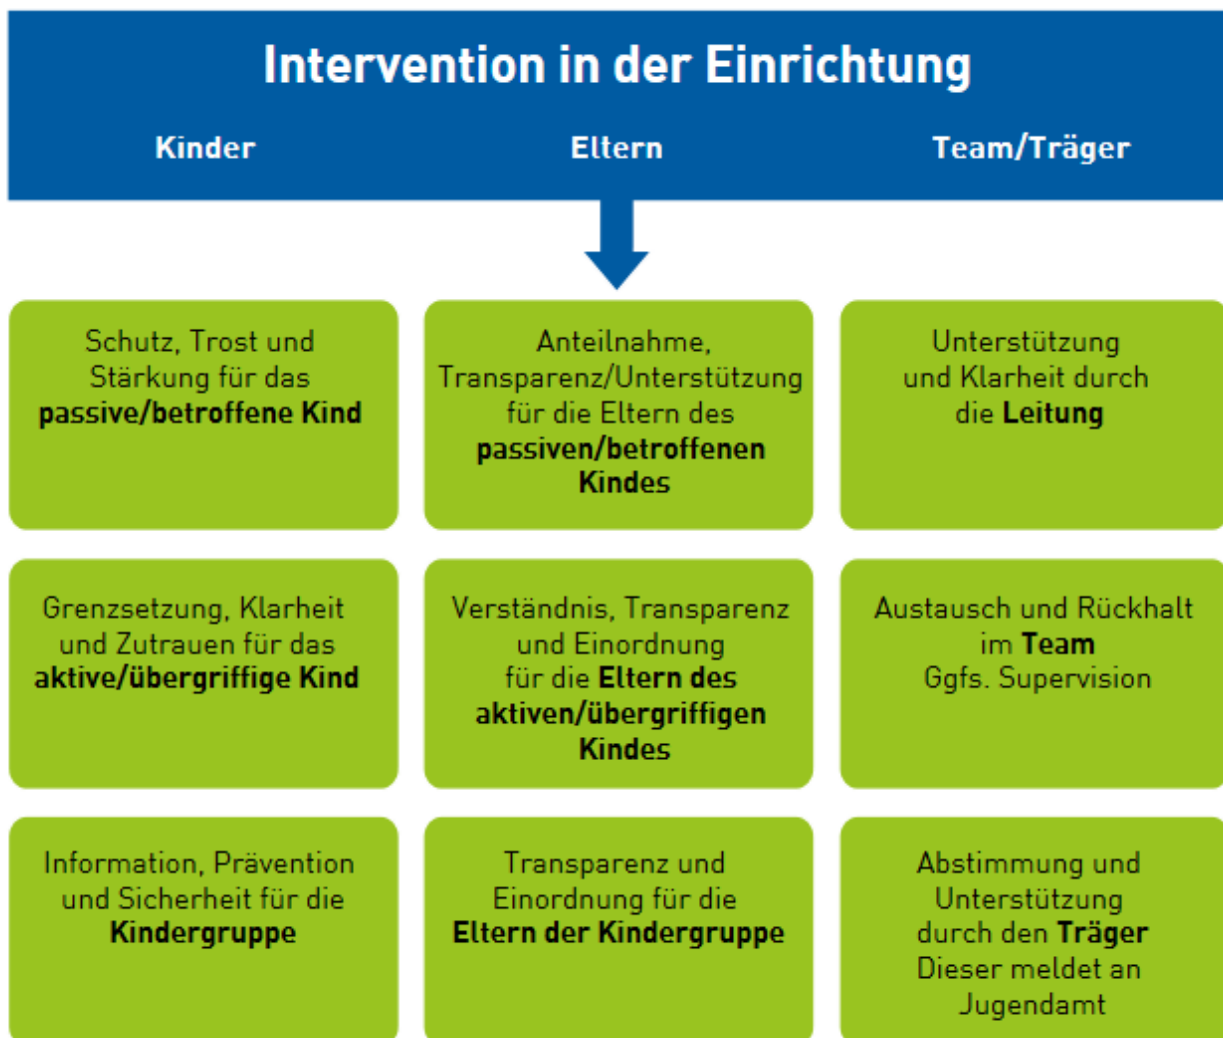 Intervention in der Einrichtung
Kinder
Eltern
Team/Träger
Schutz, Trost und
Stärkung für das
passive/betroffene Kind
Anteilnahme,
Transparenz/Unterstützung
für die Eltern des
passiven/betroffenen
Kindes
Unterstützung
und Klarheit durch
die Leitung
Grenzsetzung, Klarheit
und Zutrauen für das
aktive/übergriffige Kind
Verständnis, Transparenz
und Einordnung
für die Eltern des
aktiven/übergriffigen
Kindes
Austausch und Rückhalt
im Team
Ggfs. Supervision
Information, Prävention
und Sicherheit für die
Kindergruppe
Transparenz und
Einordnung für die
Eltern der Kindergruppe
Abstimmung und
Unterstützung
durch den Träger
Dieser meldet an
Jugendamt